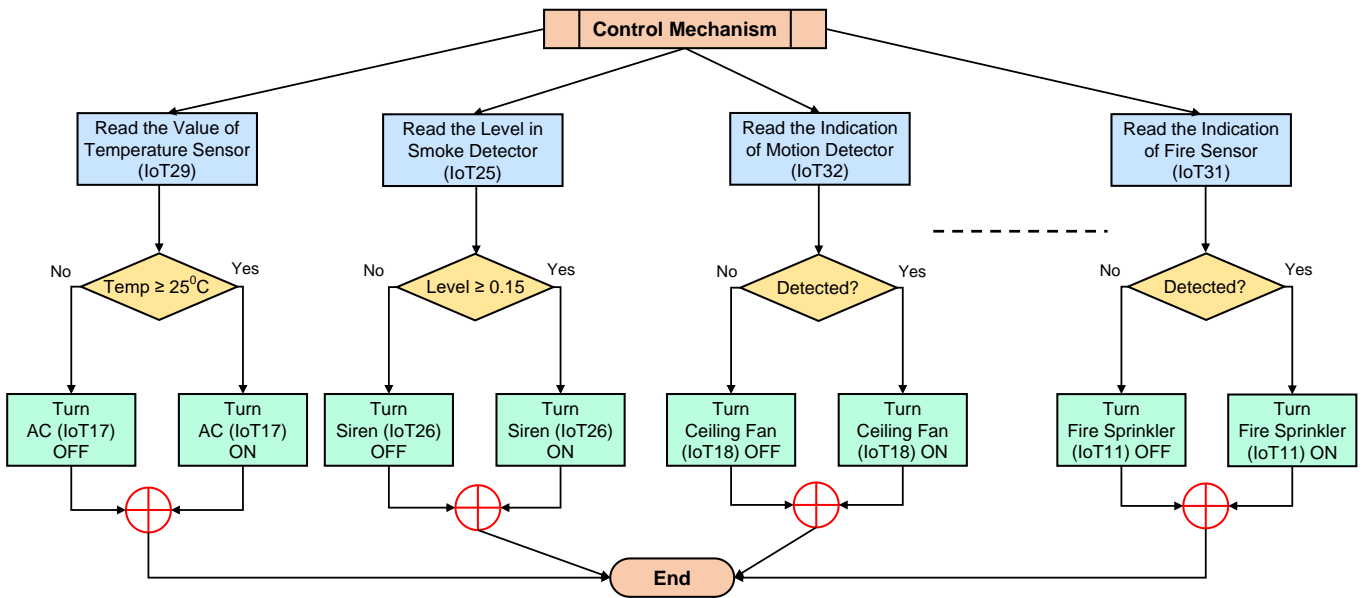 Control Mechanism
Read the Value of
Temperature Sensor
(IoT29)
Read the Level in
Smoke Detector
(IoT25)
Read the Indication
of Motion Detector
(IoT32)
Read the Indication
of Fire Sensor
(IoT31)
No
Temp ≥ 25⁰C
Yes
No
Level ≥ 0.15
Yes
No
Detected?
Yes
No
Detected?
Yes
Turn
AC (IoT17)
OFF
Turn
AC (IoT17)
ON
Turn
Siren (IoT26)
OFF
Turn
Siren (IoT26)
ON
Turn
Ceiling Fan
(IoT18) OFF
Turn
Ceiling Fan
(IoT18) ON
Turn
Fire Sprinkler
(IoT11) OFF
Turn
Fire Sprinkler
(IoT11) ON
End